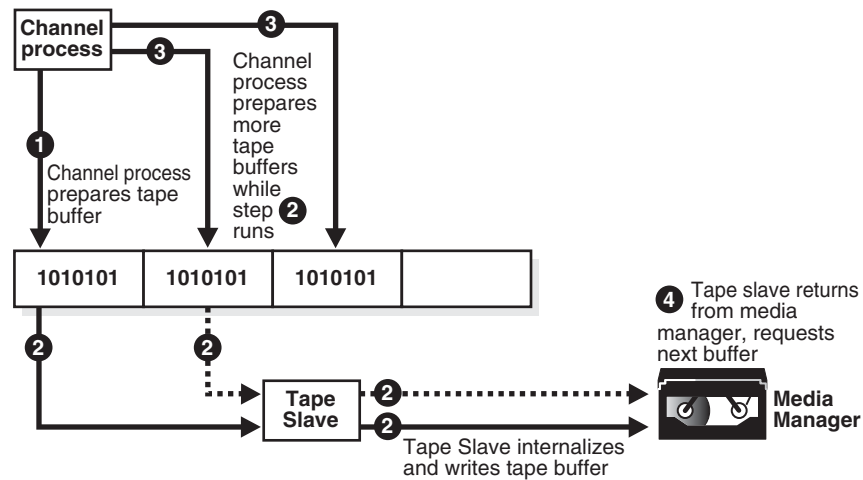 Channel
process
3
3
Channel
process
prepares
more
tape
buffers
while
step 2
runs
1
Channel process
prepares tape
buffer
1010101 1010101 1010101
4 Tape slave returns
from media
manager, requests
next buffer
2
2
Tape
Slave
2
2
Media
Manager
Tape Slave internalizes
and writes tape buffer